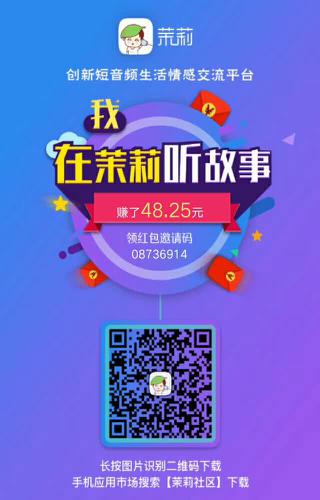 茉莉
创新短音频生活情感交流平台
我
在茉莉听故事
赚了48.25元
领红包邀请码
08736914
长按图片识别二维码下载
手机应用市场搜索【茉莉社区】下载